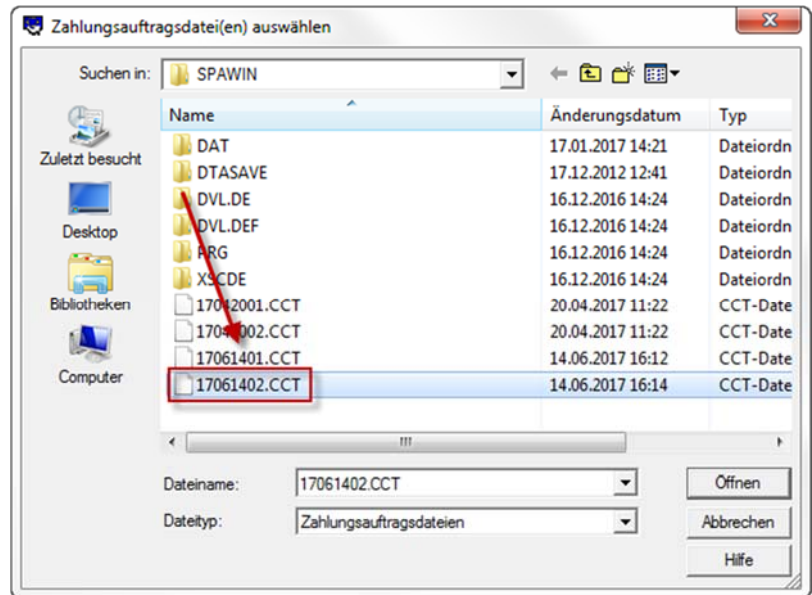 Zahlungsauftragsdatei(en) auswählen
Suchen in: SPAWIN
Name Änderungsdatum Typ
DAT 17.01.2017 14:21 Dateiordn
DTASAVE 17.12.2012 12:41 Dateiordn
DVL.DE 16.12.2016 14:24 Dateiordn
DVL.DEF 16.12.2016 14:24 Dateiordn
PRG 16.12.2016 14:24 Dateiordn
XSCDE 16.12.2016 14:24 Dateiordn
17042001.CCT 20.04.2017 11:22 CCT-Date
17042002.CCT 20.04.2017 11:22 CCT-Date
17061401.CCT 14.06.2017 16:12 CCT-Date
17061402.CCT 14.06.2017 16:14 CCT-Date
Zuletzt besucht
Desktop
Bibliotheken
Computer
Dateiname: 17061402.CCT Öffnen
Dateityp: Zahlungsauftragsdateien Abbrechen
Hilfe